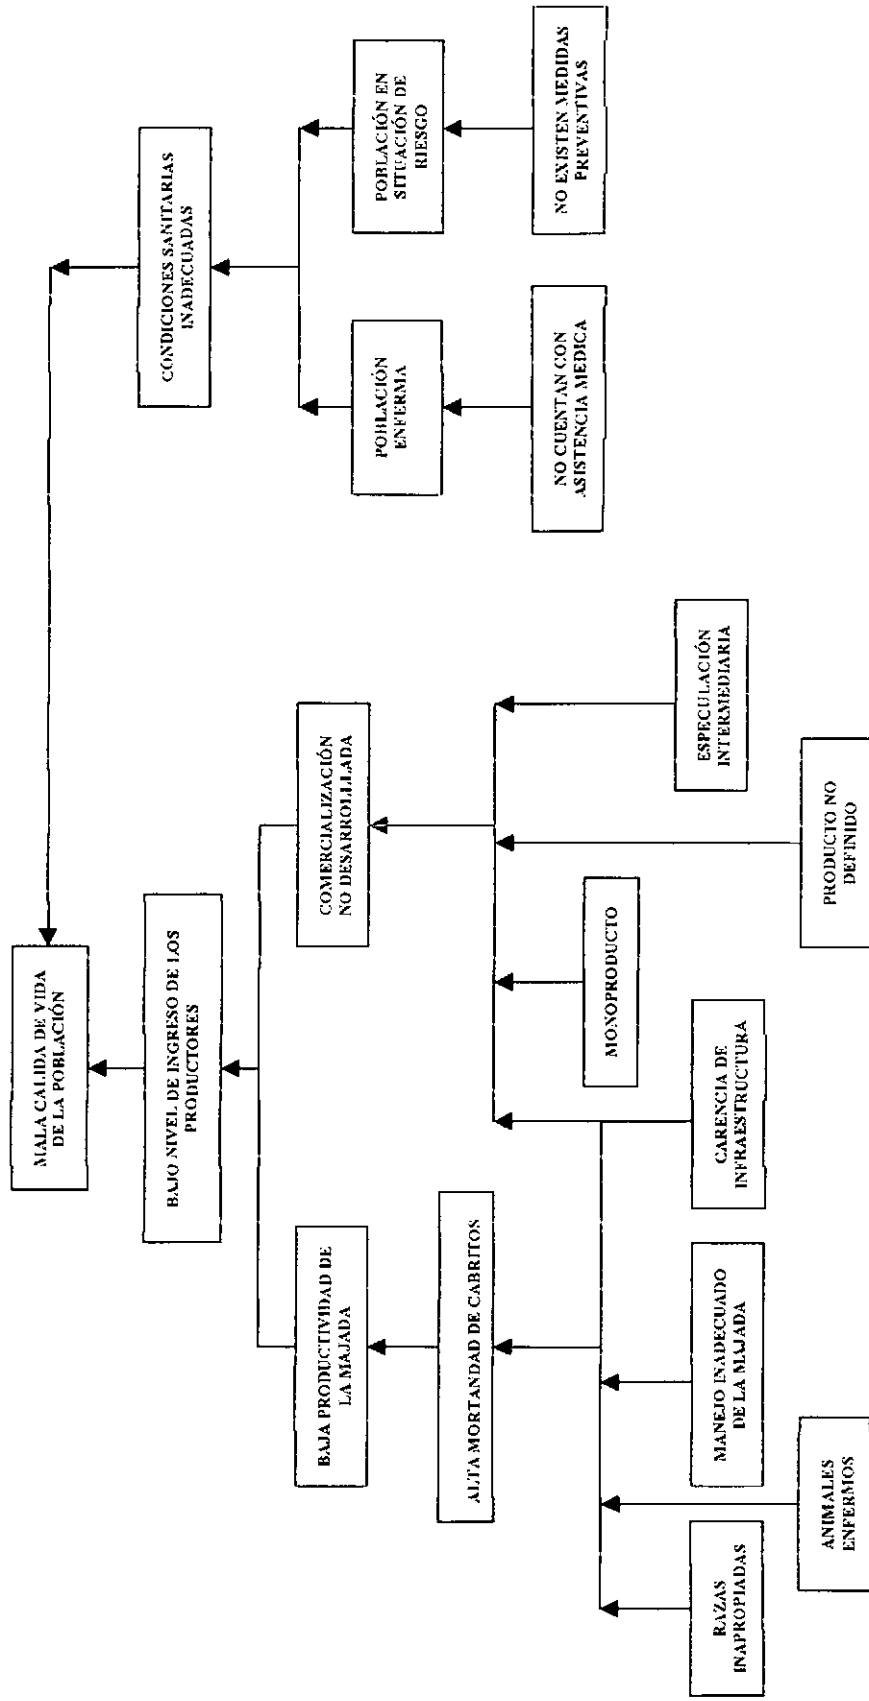 MALA CALIDA DE VIDA
DE LA POBLACIÓN
BAJO NIVEL DE INGRESO DE LOS
PRODUCTORES
CONDICIONES SANITARIAS
INADECUADAS
BAJA PRODUCTIVIDAD DE
LA MAJADA
COMERCIALIZACIÓN
NO DESARROLLLADA
POBLACIÓN
ENFERMA
POBLACIÓN EN
SITUACIÓN DE
RIESGO
ALTA MORTANDAD DE CABRITOS
NO CUENTAN CON
ASISTENCIA MEDICA
NO EXISTEN MEDIDAS
PREVENTIVAS
MONOPRODUCTO
ESPECULACIÓN
INTERMEDIARIA
RAZAS
INAPROPIADAS
MANEJO INADECUADO
DE LA MAJADA
CARENCIA DE
INFRAESTRUCTURA
ANIMALES
ENFERMOS
PRODUCTO NO
DEFINIDO